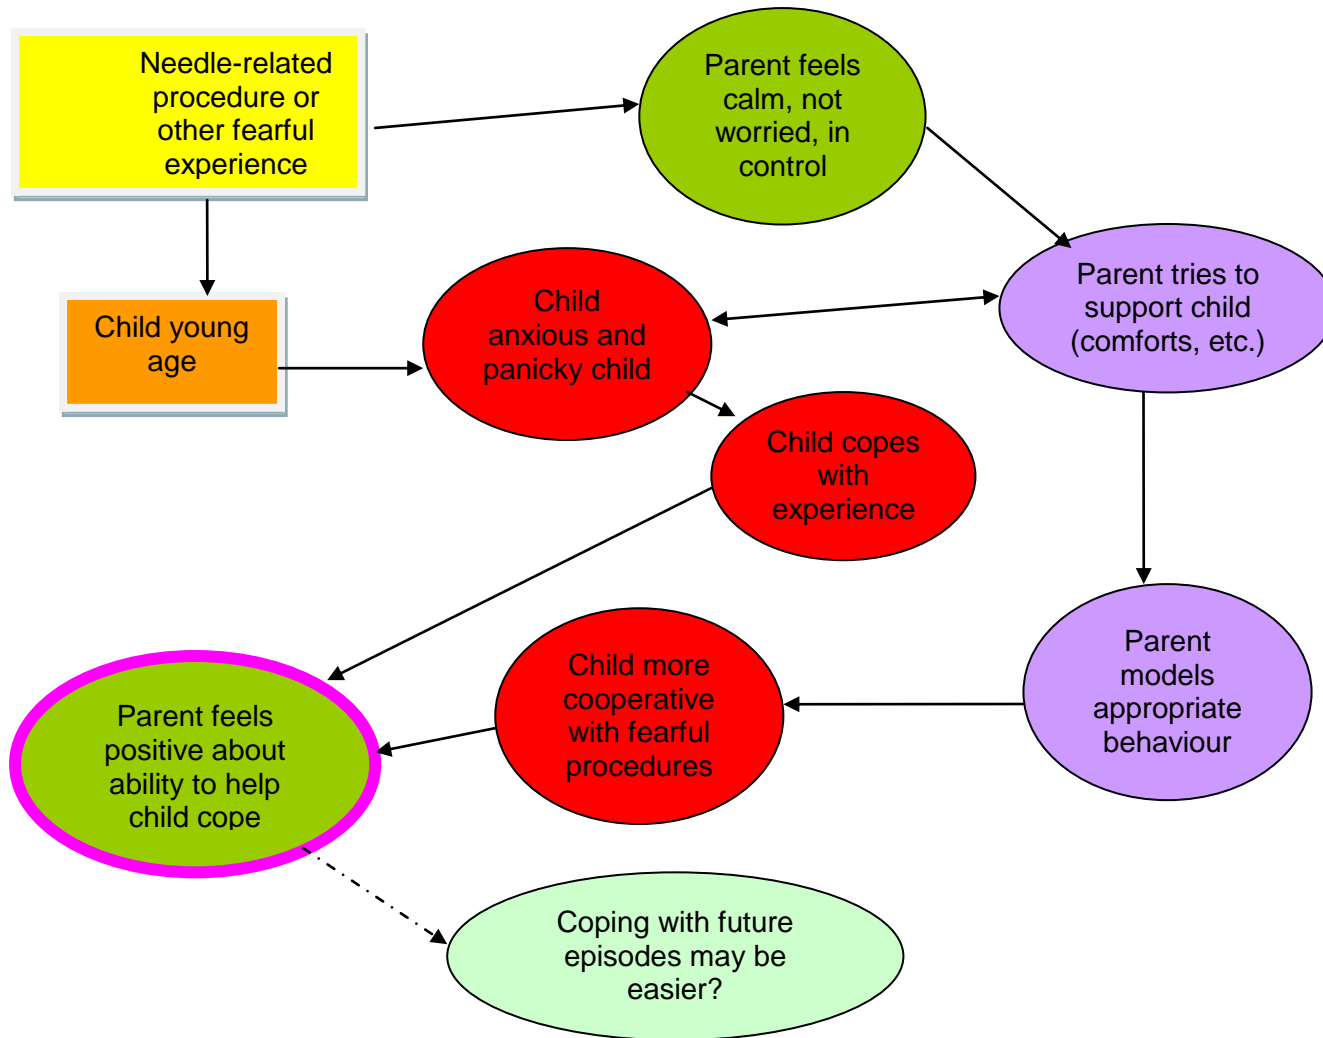 Needle-related
procedure or
other fearful
experience
Parent feels
calm, not
worried, in
control
Parent tries to
support child
(comforts, etc.)
Child
anxious and
panicky child
Child young
age
Child copes
with
experience
Parent
models
appropriate
behaviour
Child more
cooperative
with fearful
procedures
Parent feels
positive about
ability to help
child cope
Coping with future
episodes may be
easier?